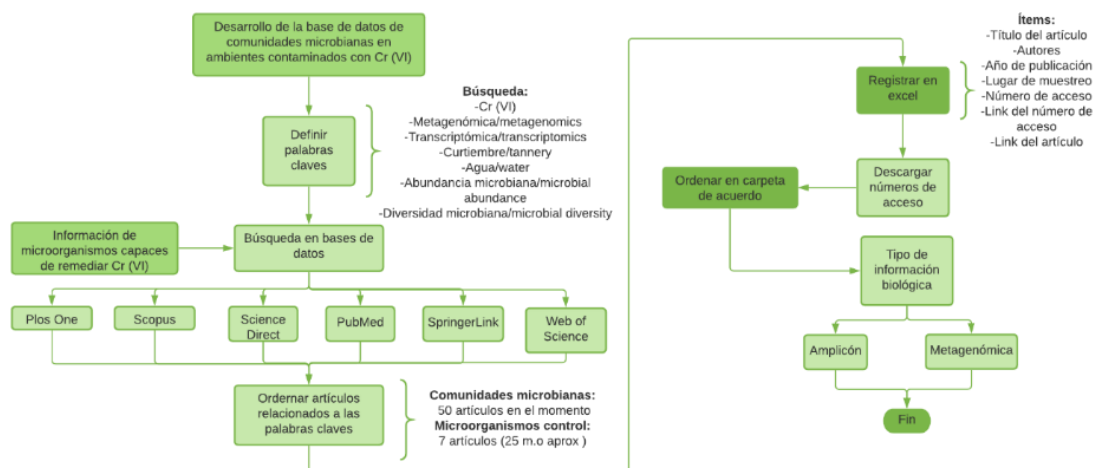 Desarrollo de la base de datos de
comunidades microbianas en
ambientes contaminados con Cr (VI)
Definir
palabras
claves
Búsqueda:
-Cr (VI)
-Metagenómica/metagenomics
-Transcriptómica/transcriptomics
-Curtiembre/tannery
-Agua/water
-Abundancia microbiana/microbial
abundance
-Diversidad microbiana/microbial diversity
Información de
microorganismos capaces
de remediar Cr (VI)
Búsqueda en bases de
datos
Plos One
Scopus
Science
Direct
PubMed
SpringerLink
Web of
Science
Ordernar artículos
relacionados a las
palabras claves
Comunidades microbianas:
50 artículos en el momento
Microorganismos control:
7 artículos (25 m.o aprox )
Registrar en
excel
Ítems:
-Título del artículo
-Autores
-Año de publicación
-Lugar de muestreo
-Número de acceso
-Link del número de
acceso
-Link del artículo
Descargar
números de
acceso
Ordenar en carpeta
de acuerdo
Tipo de
información
biológica
Amplicón
Metagenómica
Fin